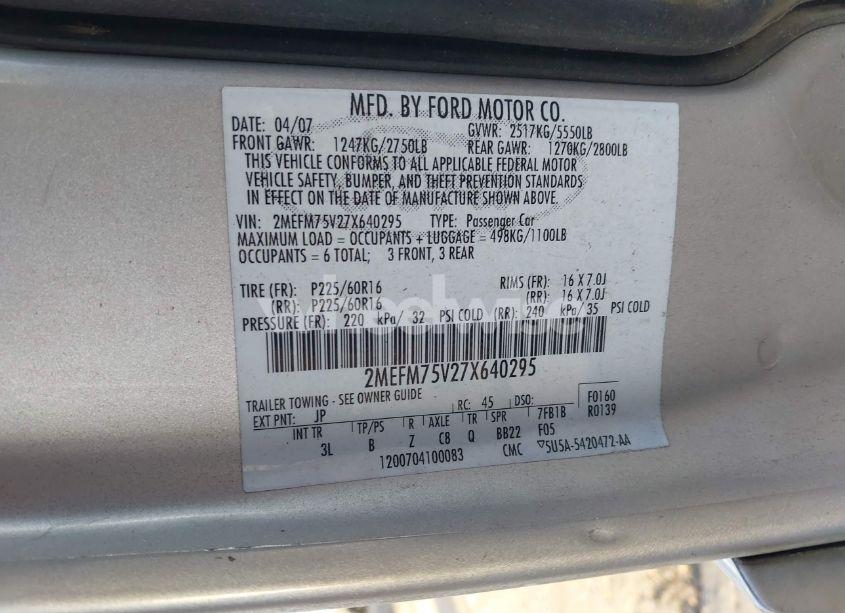 MFD. BY FORD MOTOR CO.
DATE: 04/07 GVWR: 2517KG/5550LB
FRONT GAWR: 1247KG/2750LB REAR GAWR: 1270KG/2800LB
THIS VEHICLE CONFORMS TO ALL APPLICABLE FEDERAL MOTOR
VEHICLE SAFETY, BUMPER, AND THEFT PREVENTION STANDARDS
IN EFFECT ON THE DATE OF MANUFACTURE SHOWN ABOVE.
VIN: 2MEFM75V27X640295 TYPE: Passenger Car
MAXIMUM LOAD = OCCUPANTS + LUGGAGE = 498KG/1100LB
OCCUPANTS = 6 TOTAL; 3 FRONT, 3 REAR
TIRE (FR): P225/60R16 RIMS (FR): 16 X 7.0J
(RR): P225/60R16 (RR): 16 X 7.0J
PRESSURE (FR): 220 kPa/ 32 PSI COLD (RR): 240 kPa/ 35 PSI COLD
2MEFM75V27X640295
TRAILER TOWING - SEE OWNER GUIDE
EXT PNT: JP RC: 45 DSO: F0160
INT TR TP/PS R AXLE TR SPR 7FB1B R0139
3L B Z C8 Q BB22 F05
1200704100083 CMC ▽5U5A-5420472-AA